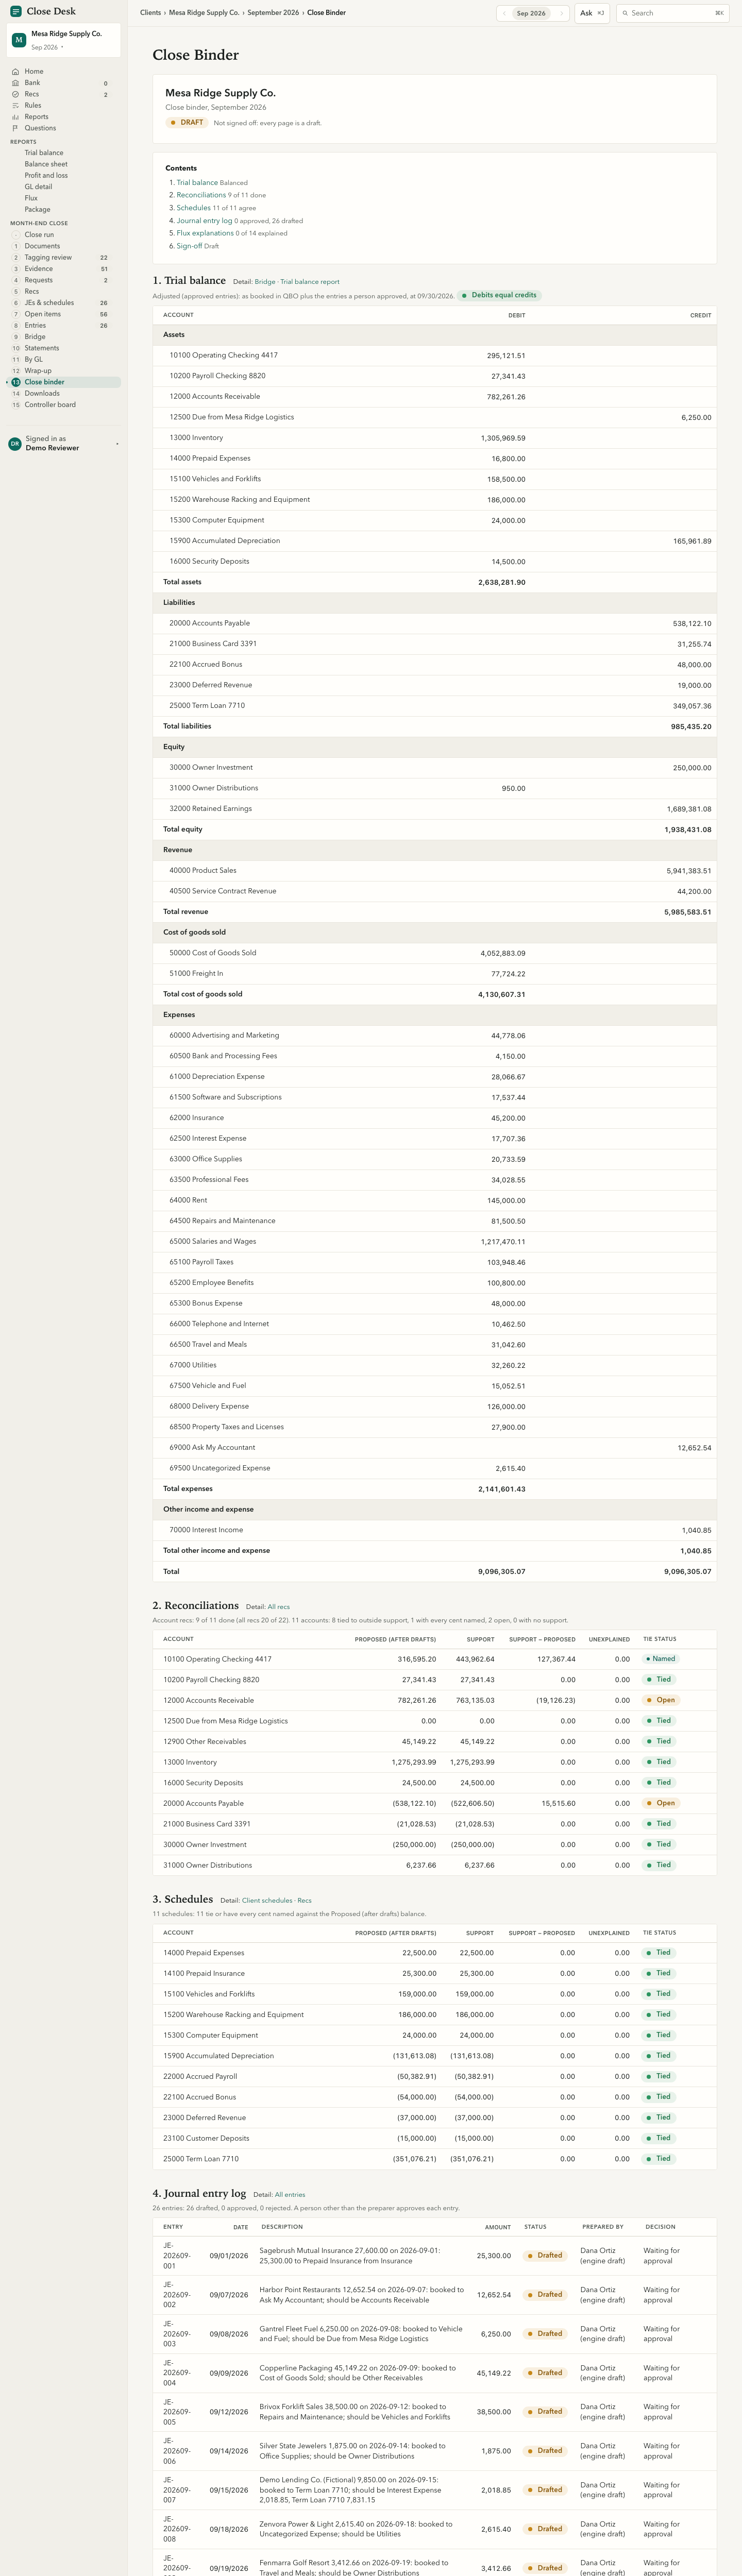 Close Desk
M
Mesa Ridge Supply Co.
Sep 2026
Home
Bank 0
Recs 2
Rules
Reports
Questions
REPORTS
Trial balance
Balance sheet
Profit and loss
GL detail
Flux
Package
MONTH-END CLOSE
Close run
1 Documents
2 Tagging review 22
3 Evidence 51
4 Requests 2
5 Recs
6 JEs & schedules 26
7 Open items 56
8 Entries 26
9 Bridge
10 Statements
11 By GL
12 Wrap-up
13 Close binder
14 Downloads
15 Controller board
DR
Signed in as
Demo Reviewer
Clients › Mesa Ridge Supply Co. › September 2026 › Close Binder
‹ Sep 2026 ›
Ask ⌘J
Search ⌘K
Close Binder
Mesa Ridge Supply Co.
Close binder, September 2026
DRAFT Not signed off: every page is a draft.
Contents
1. Trial balance Balanced
2. Reconciliations 9 of 11 done
3. Schedules 11 of 11 agree
4. Journal entry log 0 approved, 26 drafted
5. Flux explanations 0 of 14 explained
6. Sign-off Draft
1. Trial balance Detail: Bridge · Trial balance report
Adjusted (approved entries): as booked in QBO plus the entries a person approved, at 09/30/2026. Debits equal credits
ACCOUNT DEBIT CREDIT
Assets
10100 Operating Checking 4417 295,121.51
10200 Payroll Checking 8820 27,341.43
12000 Accounts Receivable 782,261.26
12500 Due from Mesa Ridge Logistics 6,250.00
13000 Inventory 1,305,969.59
14000 Prepaid Expenses 16,800.00
15100 Vehicles and Forklifts 158,500.00
15200 Warehouse Racking and Equipment 186,000.00
15300 Computer Equipment 24,000.00
15900 Accumulated Depreciation 165,961.89
16000 Security Deposits 14,500.00
Total assets 2,638,281.90
Liabilities
20000 Accounts Payable 538,122.10
21000 Business Card 3391 31,255.74
22100 Accrued Bonus 48,000.00
23000 Deferred Revenue 19,000.00
25000 Term Loan 7710 349,057.36
Total liabilities 985,435.20
Equity
30000 Owner Investment 250,000.00
31000 Owner Distributions 950.00
32000 Retained Earnings 1,689,381.08
Total equity 1,938,431.08
Revenue
40000 Product Sales 5,941,383.51
40500 Service Contract Revenue 44,200.00
Total revenue 5,985,583.51
Cost of goods sold
50000 Cost of Goods Sold 4,052,883.09
51000 Freight In 77,724.22
Total cost of goods sold 4,130,607.31
Expenses
60000 Advertising and Marketing 44,778.06
60500 Bank and Processing Fees 4,150.00
61000 Depreciation Expense 28,066.67
61500 Software and Subscriptions 17,537.44
62000 Insurance 45,200.00
62500 Interest Expense 17,707.36
63000 Office Supplies 20,733.59
63500 Professional Fees 34,028.55
64000 Rent 145,000.00
64500 Repairs and Maintenance 81,500.50
65000 Salaries and Wages 1,217,470.11
65100 Payroll Taxes 103,948.46
65200 Employee Benefits 100,800.00
65300 Bonus Expense 48,000.00
66000 Telephone and Internet 10,462.50
66500 Travel and Meals 31,042.60
67000 Utilities 32,260.22
67500 Vehicle and Fuel 15,052.51
68000 Delivery Expense 126,000.00
68500 Property Taxes and Licenses 27,900.00
69000 Ask My Accountant 12,652.54
69500 Uncategorized Expense 2,615.40
Total expenses 2,141,601.43
Other income and expense
70000 Interest Income 1,040.85
Total other income and expense 1,040.85
Total 9,096,305.07 9,096,305.07
2. Reconciliations Detail: All recs
Account recs: 9 of 11 done (all recs 20 of 22). 11 accounts: 8 tied to outside support, 1 with every cent named, 2 open, 0 with no support.
ACCOUNT PROPOSED (AFTER DRAFTS) SUPPORT SUPPORT − PROPOSED UNEXPLAINED TIE STATUS
10100 Operating Checking 4417 316,595.20 443,962.64 127,367.44 0.00 Named
10200 Payroll Checking 8820 27,341.43 27,341.43 0.00 0.00 Tied
12000 Accounts Receivable 782,261.26 763,135.03 (19,126.23) 0.00 Open
12500 Due from Mesa Ridge Logistics 0.00 0.00 0.00 0.00 Tied
12900 Other Receivables 45,149.22 45,149.22 0.00 0.00 Tied
13000 Inventory 1,275,293.99 1,275,293.99 0.00 0.00 Tied
16000 Security Deposits 24,500.00 24,500.00 0.00 0.00 Tied
20000 Accounts Payable (538,122.10) (522,606.50) 15,515.60 0.00 Open
21000 Business Card 3391 (21,028.53) (21,028.53) 0.00 0.00 Tied
30000 Owner Investment (250,000.00) (250,000.00) 0.00 0.00 Tied
31000 Owner Distributions 6,237.66 6,237.66 0.00 0.00 Tied
3. Schedules Detail: Client schedules · Recs
11 schedules: 11 tie or have every cent named against the Proposed (after drafts) balance.
ACCOUNT PROPOSED (AFTER DRAFTS) SUPPORT SUPPORT − PROPOSED UNEXPLAINED TIE STATUS
14000 Prepaid Expenses 22,500.00 22,500.00 0.00 0.00 Tied
14100 Prepaid Insurance 25,300.00 25,300.00 0.00 0.00 Tied
15100 Vehicles and Forklifts 159,000.00 159,000.00 0.00 0.00 Tied
15200 Warehouse Racking and Equipment 186,000.00 186,000.00 0.00 0.00 Tied
15300 Computer Equipment 24,000.00 24,000.00 0.00 0.00 Tied
15900 Accumulated Depreciation (131,613.08) (131,613.08) 0.00 0.00 Tied
22000 Accrued Payroll (50,382.91) (50,382.91) 0.00 0.00 Tied
22100 Accrued Bonus (54,000.00) (54,000.00) 0.00 0.00 Tied
23000 Deferred Revenue (37,000.00) (37,000.00) 0.00 0.00 Tied
23100 Customer Deposits (15,000.00) (15,000.00) 0.00 0.00 Tied
25000 Term Loan 7710 (351,076.21) (351,076.21) 0.00 0.00 Tied
4. Journal entry log Detail: All entries
26 entries: 26 drafted, 0 approved, 0 rejected. A person other than the preparer approves each entry.
ENTRY DATE DESCRIPTION AMOUNT STATUS PREPARED BY DECISION
JE-202609-001 09/01/2026 Sagebrush Mutual Insurance 27,600.00 on 2026-09-01: 25,300.00 to Prepaid Insurance from Insurance 25,300.00 Drafted Dana Ortiz (engine draft) Waiting for approval
JE-202609-002 09/07/2026 Harbor Point Restaurants 12,652.54 on 2026-09-07: booked to Ask My Accountant; should be Accounts Receivable 12,652.54 Drafted Dana Ortiz (engine draft) Waiting for approval
JE-202609-003 09/08/2026 Gantrel Fleet Fuel 6,250.00 on 2026-09-08: booked to Vehicle and Fuel; should be Due from Mesa Ridge Logistics 6,250.00 Drafted Dana Ortiz (engine draft) Waiting for approval
JE-202609-004 09/09/2026 Copperline Packaging 45,149.22 on 2026-09-09: booked to Cost of Goods Sold; should be Other Receivables 45,149.22 Drafted Dana Ortiz (engine draft) Waiting for approval
JE-202609-005 09/12/2026 Brivox Forklift Sales 38,500.00 on 2026-09-12: booked to Repairs and Maintenance; should be Vehicles and Forklifts 38,500.00 Drafted Dana Ortiz (engine draft) Waiting for approval
JE-202609-006 09/14/2026 Silver State Jewelers 1,875.00 on 2026-09-14: booked to Office Supplies; should be Owner Distributions 1,875.00 Drafted Dana Ortiz (engine draft) Waiting for approval
JE-202609-007 09/15/2026 Demo Lending Co. (Fictional) 9,850.00 on 2026-09-15: booked to Term Loan 7710; should be Interest Expense 2,018.85, Term Loan 7710 7,831.15 2,018.85 Drafted Dana Ortiz (engine draft) Waiting for approval
JE-202609-008 09/18/2026 Zenvora Power & Light 2,615.40 on 2026-09-18: booked to Uncategorized Expense; should be Utilities 2,615.40 Drafted Dana Ortiz (engine draft) Waiting for approval
JE-202609- 09/19/2026 Fenmarra Golf Resort 3,412.66 on 2026-09-19: booked to Travel and Meals; should be Owner Distributions 3,412.66 Drafted Dana Ortiz (engine draft) Waiting for approval